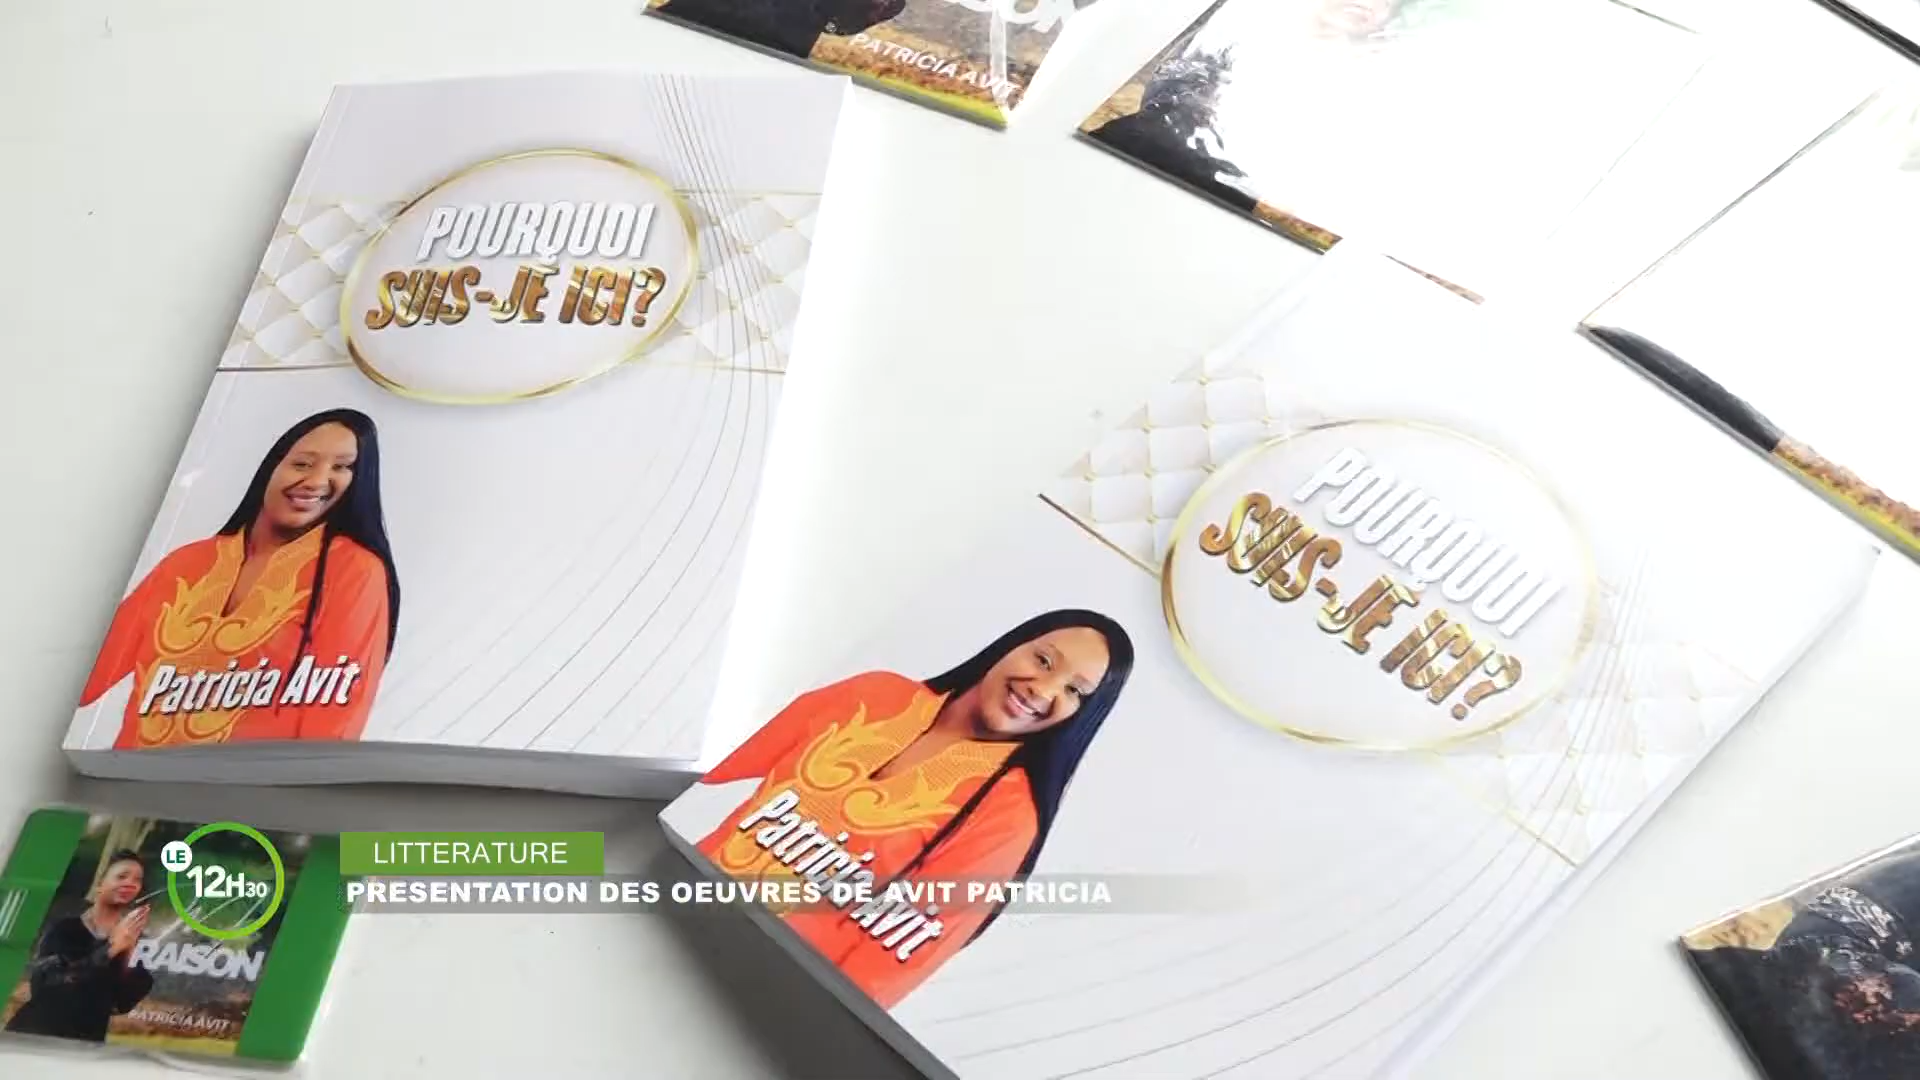 PATRICIA AVIT
POURQUOI
SUIS-JE ICI?
Patricia Avit
POURQUOI
SUIS-JE ICI?
Patricia Avit
LE
12H30
LITTERATURE
PRESENTATION DES OEUVRES DE AVIT PATRICIA
RAISON
PATRICIA AVIT